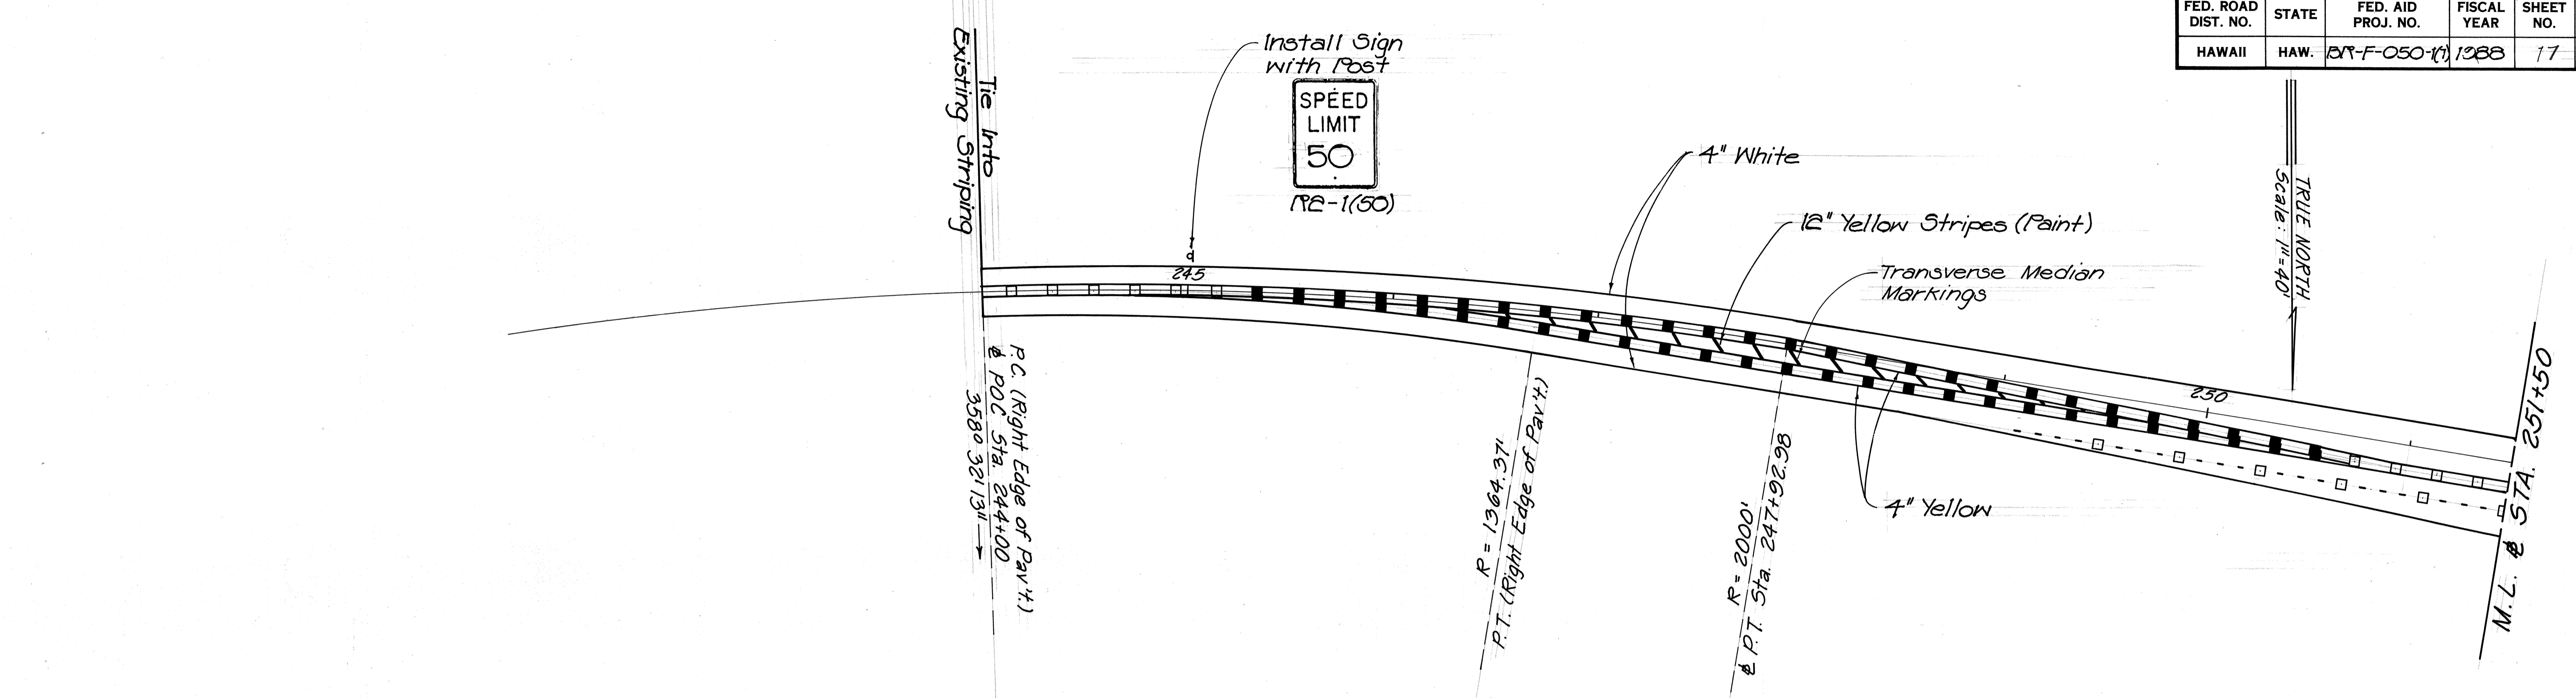 FED. ROAD DIST. NO.
STATE
FED. AID PROJ. NO.
FISCAL YEAR
SHEET NO.
HAWAII
HAW.
BR-F-050-1(7)
1988
17
Tie Into
Existing Striping
Install Sign
with Post
SPEED
LIMIT
50
R2-1(50)
4" White
12" Yellow Stripes (Paint)
Transverse Median
Markings
TRUE NORTH
Scale: 1"=40'
245
250
4" Yellow
P.C. (Right Edge of Pav't.)
℄ POC Sta. 244+00
358° 32' 13" →
R = 1364.37'
P.T. (Right Edge of Pav't.)
R = 2000'
℄ P.T. Sta. 247+92.98
M.L. ℄ STA. 251+50